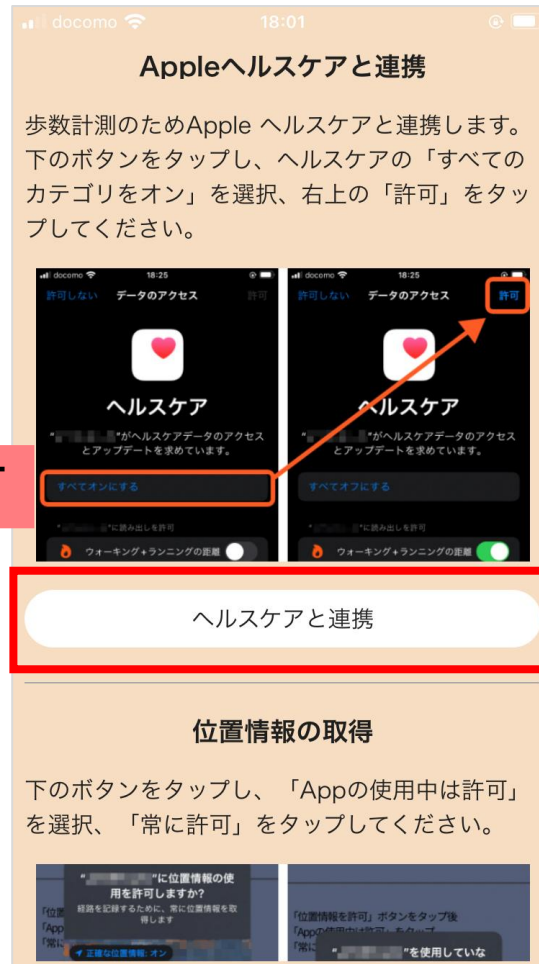 docomo 18:01
Appleヘルスケアと連携
歩数計測のためApple ヘルスケアと連携します。
下のボタンをタップし、ヘルスケアの「すべての
カテゴリをオン」を選択、右上の「許可」をタッ
プしてください。
docomo 18:25
許可しない データのアクセス 許可
ヘルスケア
" "がヘルスケアデータのアクセス
とアップデートを求めています。
すべてオンにする
" "に読み出しを許可
ウォーキング+ランニングの距離
docomo 18:25
許可しない データのアクセス 許可
ヘルスケア
" "がヘルスケアデータのアクセス
とアップデートを求めています。
すべてオフにする
" "に読み出しを許可
ウォーキング+ランニングの距離
ヘルスケアと連携
位置情報の取得
下のボタンをタップし、「Appの使用中は許可」
を選択、「常に許可」をタップしてください。
" "に位置情報の使
用を許可しますか?
経路を記録するために、常に位置情報を取
得します
正確な位置情報: オン
「位置情報を許可」ボタンをタップ後
" "を使用していな